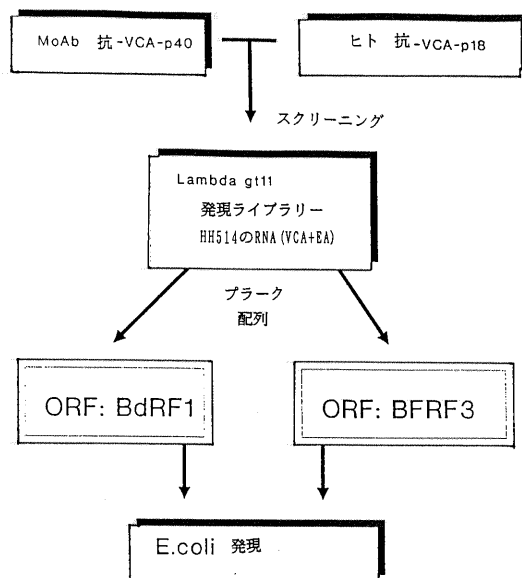 MoAb 抗-VCA-p40
ヒト 抗-VCA-p18
スクリーニング
Lambda gt11
発現ライブラリー
HH514のRNA(VCA+EA)
プラーク
配列
ORF: BdRF1
ORF: BFRF3
E.coli 発現